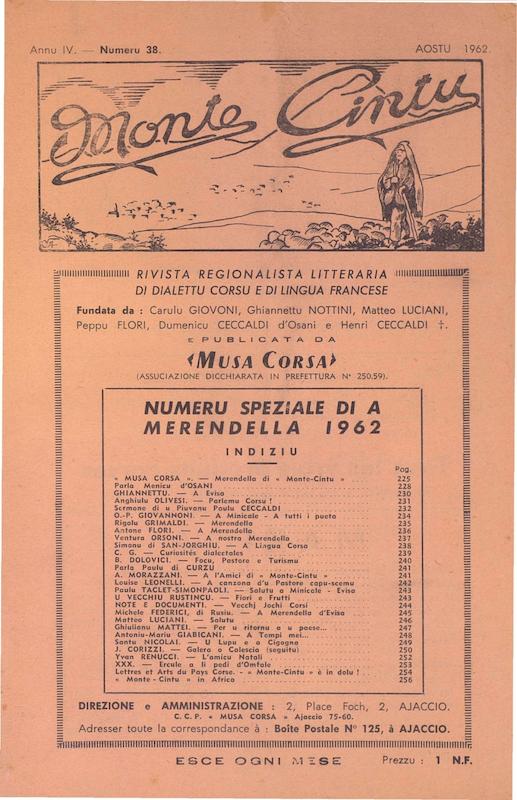 Annu IV. — Numeru 38. AOSTU 1962.
Monte Cintu
RIVISTA REGIONALISTA LITTERARIA
DI DIALETTU CORSU E DI LINGUA FRANCESE
Fundata da : Carulu GIOVONI, Ghiannettu NOTTINI, Matteo LUCIANI,
Peppu FLORI, Dumenicu CECCALDI d'Osani e Henri CECCALDI †.
E PUBLICATA DA
«MUSA CORSA»
(ASSUCIAZIONE DICCHIARATA IN PREFETTURA N° 250.59).
NUMERU SPEZIALE DI A
MERENDELLA 1962
INDIZIU
Pag.
« MUSA CORSA ». — Merendella di « Monte-Cintu » 225
Parla Menicu d'OSANI 228
GHIANNETTU. — A Evisa 230
Anghiulu OLIVESI. — Parlemu Corsu ! 231
Sermone di u Piuvanu Paulu CECCALDI 232
O.-P. GIOVANNONI. — A Minicale - A tutti i pueta 234
Rigolu GRIMALDI. — Merendella 235
Antone FLORI. — A Merendella 236
Ventura ORSONI. — A nostra Merendella 237
Simonu di SAN-JORGHIU. — A Lingua Corsa 238
C. G. — Curiosités dialectales 239
B. DOLOVICI. — Focu, Pastore e Turismu 240
Parla Paulu di CURZU 241
A. MORAZZANI. — A l'Amici di « Monte-Cintu » 241
Louise LEONELLI. — A canzona d'u Pastore capu-scemu 242
Paulu TACLET-SIMONPAOLI. — Salutu a Minicale - Evisa 243
U VECCHIU RUSTINCU. — Fiori e Frutti 243
NOTE E DOCUMENTI. — Vecchj Jochi Corsi 244
Michele FEDERICI, di Rusiu. — A Merendella d'Evisa 245
Matteo LUCIANI. — Salutu 246
Ghiulianu MATTEI. — Per u ritornu a u paese... 247
Antoniu-Mariu GIABICANI. — A Tempi mei... 248
Santu NICOLAI. — U Lupu e a Cigogna 249
J. CORIZZI. — Galera o Colascia (seguitu) 250
Yvan RENUCCI. — L'amicu Natali 252
XXX. — Ercule a li pedi d'Omfale 253
Lettres et Arts du Pays Corse. - « Monte-Cintu » è in dolu ! 254
« Monte - Cintu » in Africa 256
DIREZIONE e AMMINISTRAZIONE : 2, Place Foch, 2, AJACCIO.
C. C. P. « MUSA CORSA » Ajaccio 75-60.
Adresser toute la correspondance à : Boite Postale N° 125, à AJACCIO.
ESCE OGNI MESE Prezzu : 1 N.F.